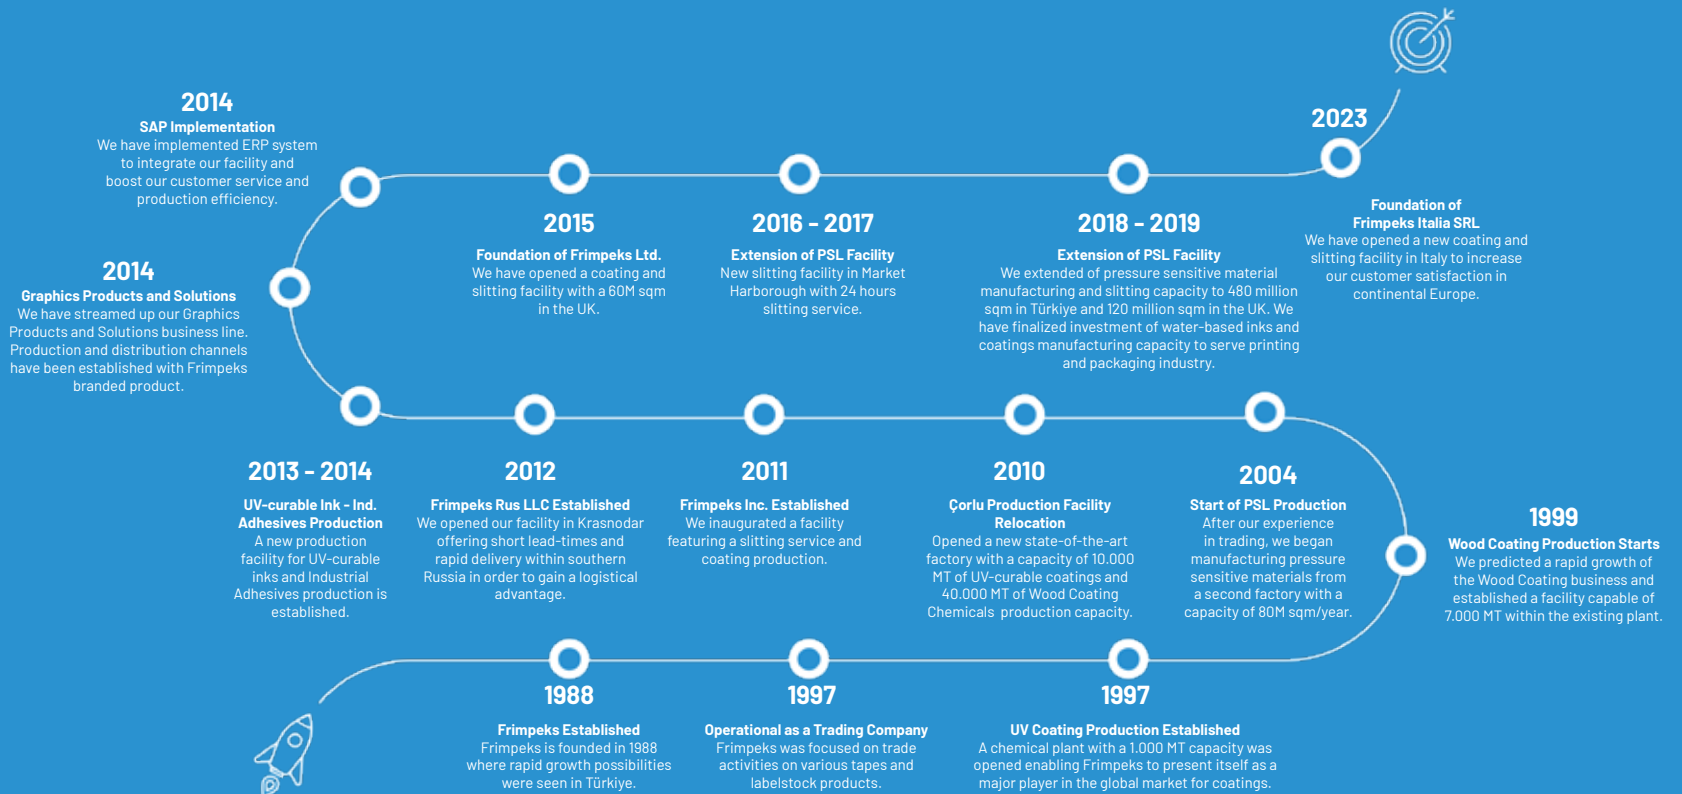 2014
SAP Implementation
We have implemented ERP system
to integrate our facility and
boost our customer service and
production efficiency.
2014
Graphics Products and Solutions
We have streamed up our Graphics
Products and Solutions business line.
Production and distribution channels
have been established with Frimpeks
branded product.
2015
Foundation of Frimpeks Ltd.
We have opened a coating and
slitting facility with a 60M sqm
in the UK.
2016 - 2017
Extension of PSL Facility
New slitting facility in Market
Harborough with 24 hours
slitting service.
2018 - 2019
Extension of PSL Facility
We extended of pressure sensitive material
manufacturing and slitting capacity to 480 million
sqm in Türkiye and 120 million sqm in the UK. We
have finalized investment of water-based inks and
coatings manufacturing capacity to serve printing
and packaging industry.
2023
Foundation of
Frimpeks Italia SRL
We have opened a new coating and
slitting facility in Italy to increase
our customer satisfaction in
continental Europe.
2013 - 2014
UV-curable Ink - Ind.
Adhesives Production
A new production
facility for UV-curable
inks and Industrial
Adhesives production is
established.
2012
Frimpeks Rus LLC Established
We opened our facility in Krasnodar
offering short lead-times and
rapid delivery within southern
Russia in order to gain a logistical
advantage.
2011
Frimpeks Inc. Established
We inaugurated a facility
featuring a slitting service and
coating production.
2010
Çorlu Production Facility
Relocation
Opened a new state-of-the-art
factory with a capacity of 10.000
MT of UV-curable coatings and
40.000 MT of Wood Coating
Chemicals production capacity.
2004
Start of PSL Production
After our experience
in trading, we began
manufacturing pressure
sensitive materials from
a second factory with a
capacity of 80M sqm/year.
1999
Wood Coating Production Starts
We predicted a rapid growth of
the Wood Coating business and
established a facility capable of
7.000 MT within the existing plant.
1988
Frimpeks Established
Frimpeks is founded in 1988
where rapid growth possibilities
were seen in Türkiye.
1997
Operational as a Trading Company
Frimpeks was focused on trade
activities on various tapes and
labelstock products.
1997
UV Coating Production Established
A chemical plant with a 1.000 MT capacity was
opened enabling Frimpeks to present itself as a
major player in the global market for coatings.